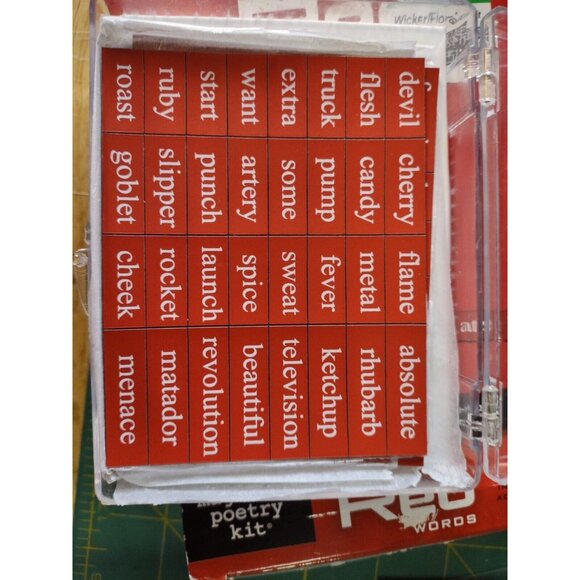 devil cherry flame absolute
flesh candy metal rhubarb
truck pump fever ketchup
extra some sweat television
want artery spice beautiful
start punch launch revolution
ruby slipper rocket matador
roast goblet cheek menace
poetry
kit®
RED
WORDS